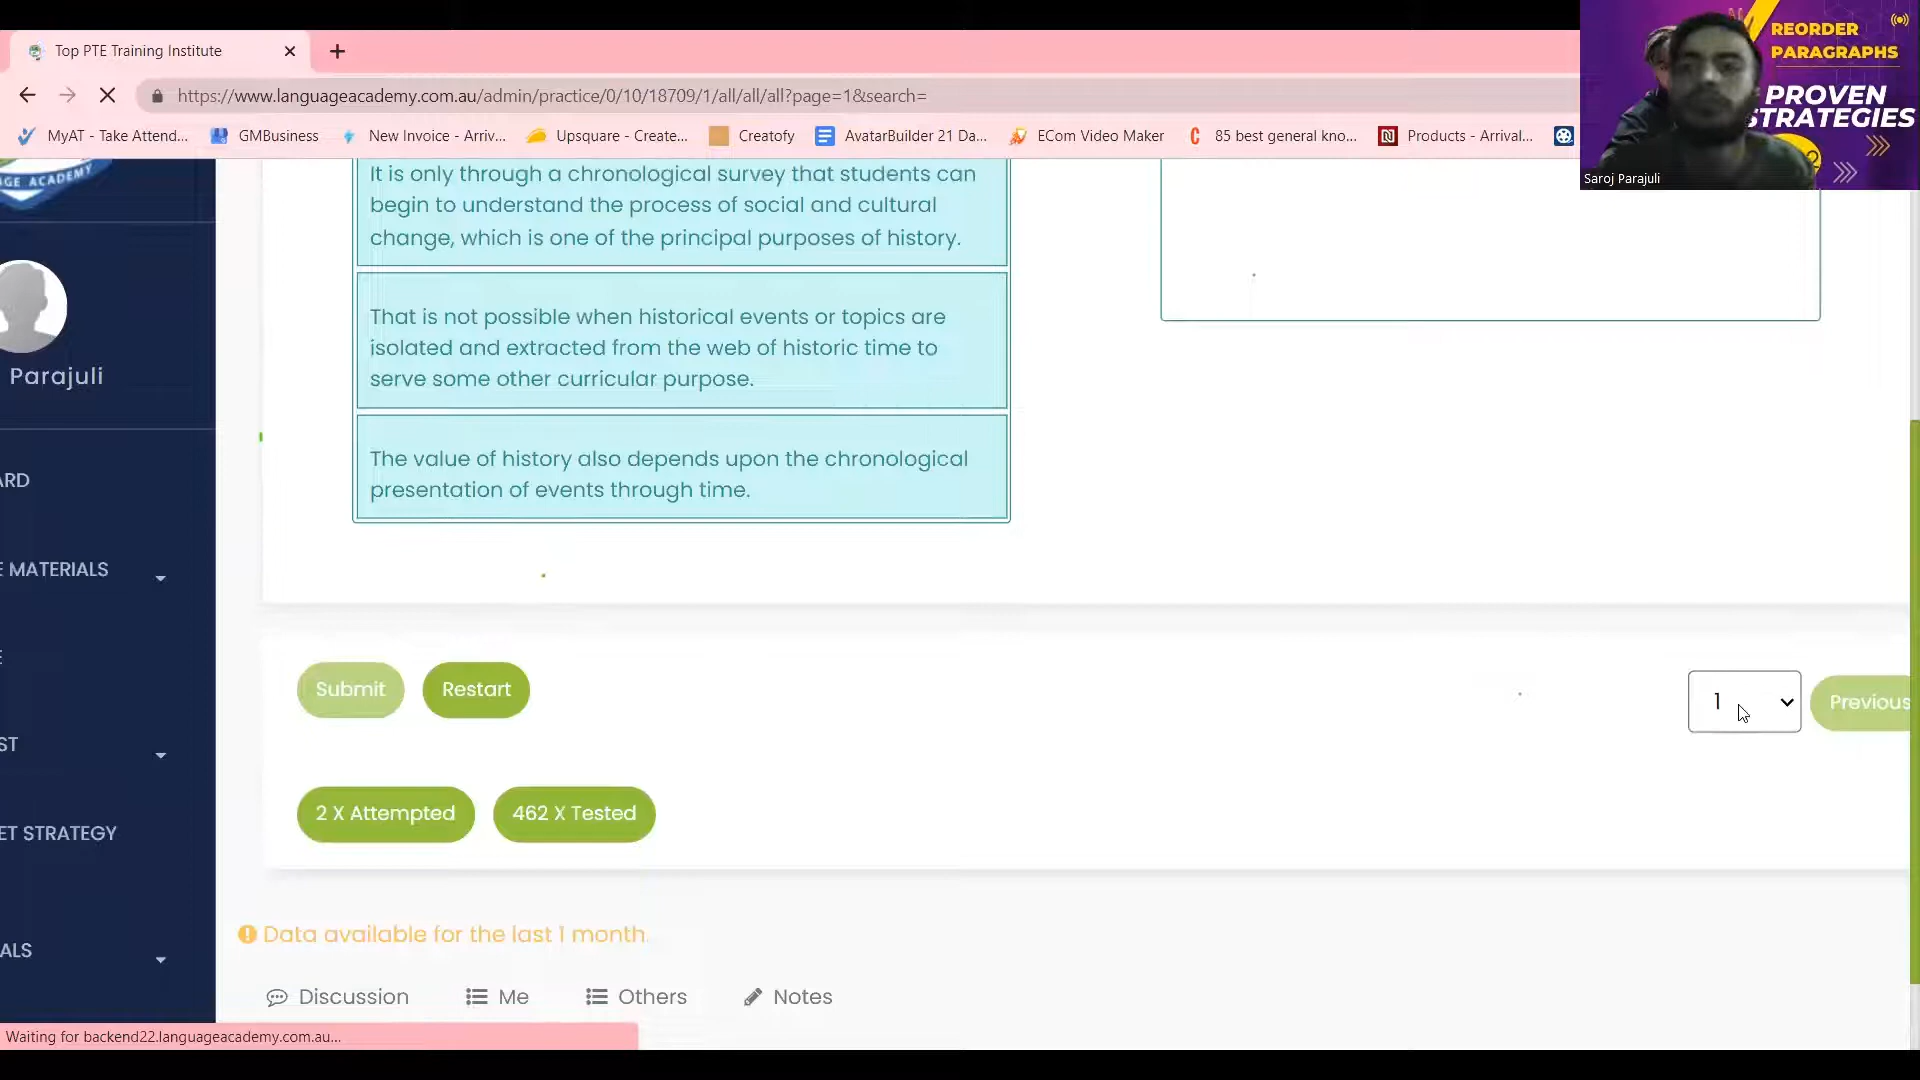 Top PTE Training Institute
https://www.languageacademy.com.au/admin/practice/0/10/18709/1/all/all/all?page=1&search=
MyAT - Take Attend...
GMBusiness
New Invoice - Arriv...
Upsquare - Create...
Creatofy
AvatarBuilder 21 Da...
ECom Video Maker
85 best general kno...
Products - Arrival...
REORDER
PARAGRAPHS
PROVEN
STRATEGIES
Saroj Parajuli
GE ACADEMY
Parajuli
ARD
E MATERIALS
E
ST
ET STRATEGY
ALS
It is only through a chronological survey that students can
begin to understand the process of social and cultural
change, which is one of the principal purposes of history.
That is not possible when historical events or topics are
isolated and extracted from the web of historic time to
serve some other curricular purpose.
The value of history also depends upon the chronological
presentation of events through time.
Submit
Restart
1
Previous
2 X Attempted
462 X Tested
Data available for the last 1 month.
Discussion
Me
Others
Notes
Waiting for backend22.languageacademy.com.au...